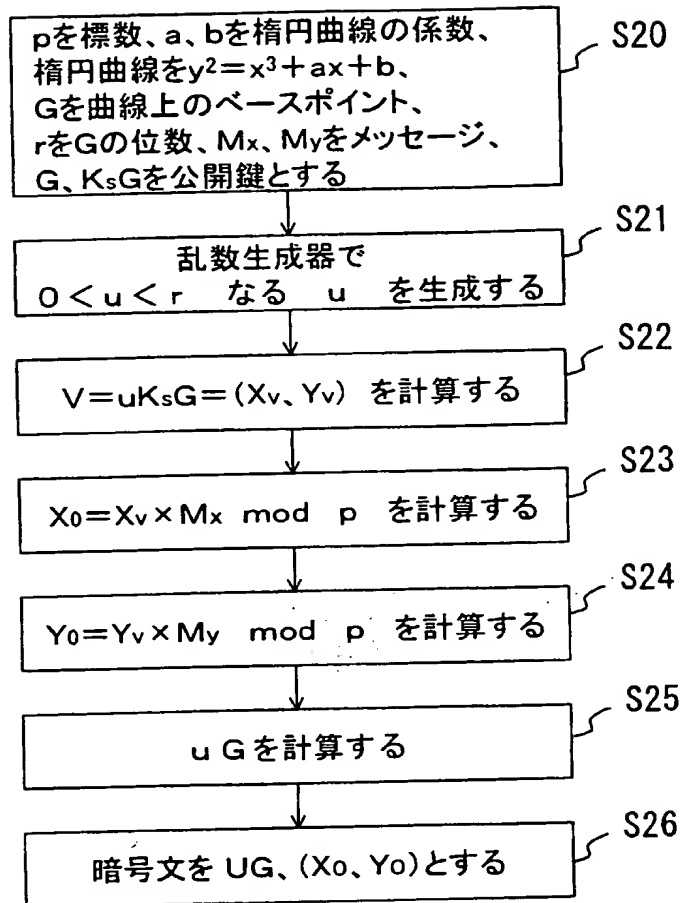 pを標数、a、bを楕円曲線の係数、
楕円曲線をy²=x³+ax+b、
Gを曲線上のベースポイント、
rをGの位数、Mx、Myをメッセージ、
G、KsGを公開鍵とする
S20
乱数生成器で
0<u<r なる u を生成する
S21
V=uKsG=(Xv、Yv) を計算する
S22
X0=Xv×Mx mod p を計算する
S23
Y0=Yv×My mod p を計算する
S24
uGを計算する
S25
暗号文をUG、(X0、Y0)とする
S26